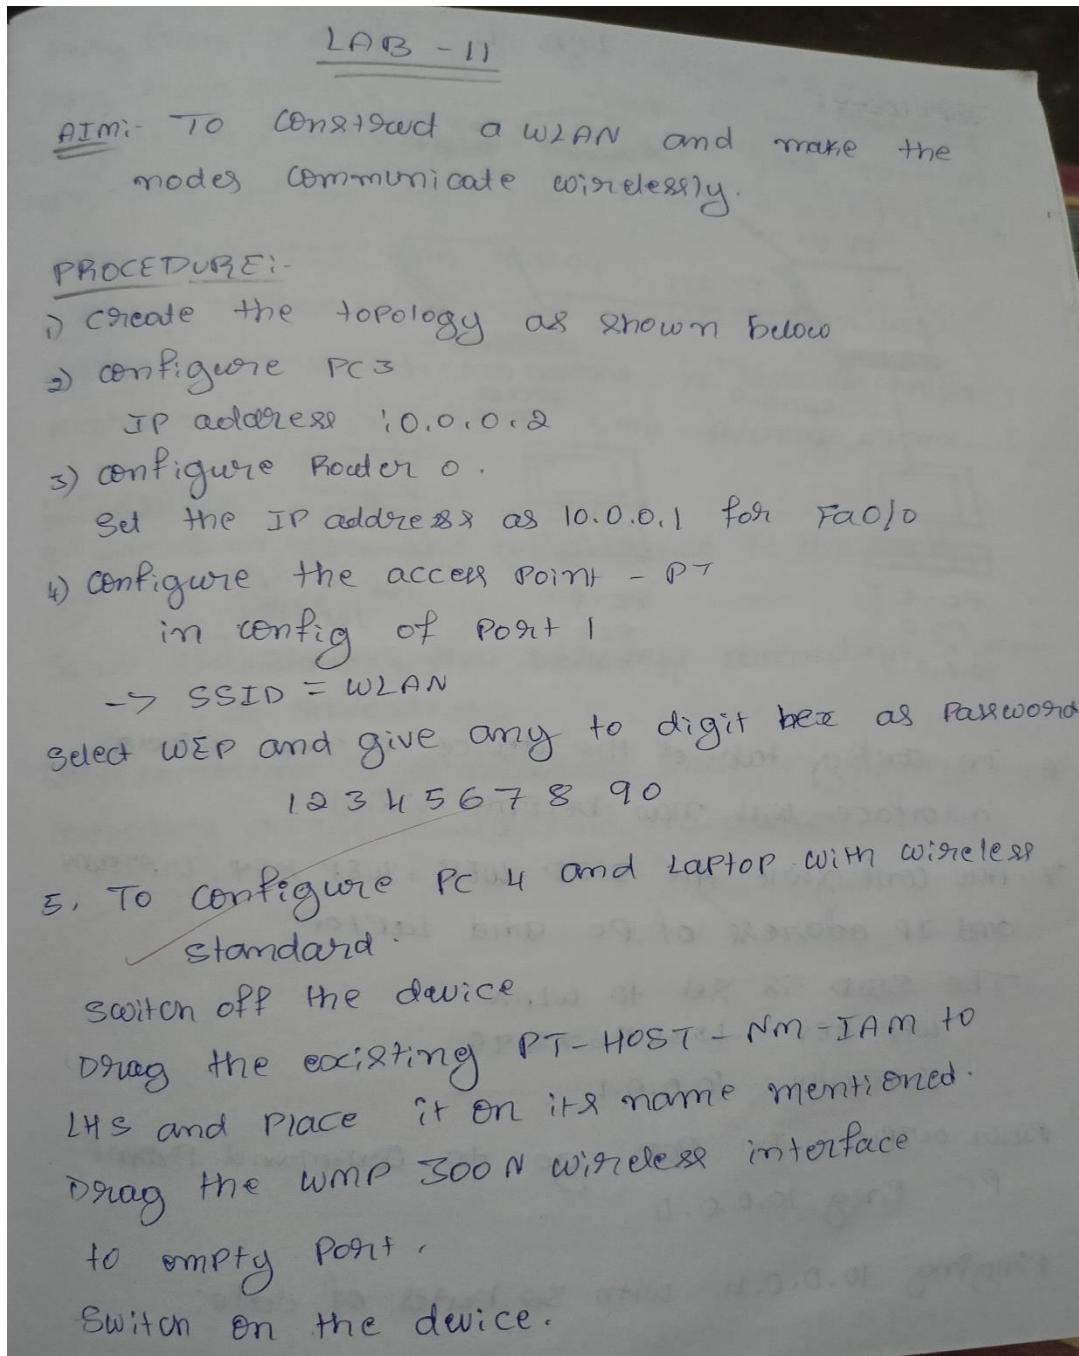 LAB - 11
AIM:- TO construct a WLAN and make the
nodes communicate wirelessly.
PROCEDURE:-
1) create the topology as shown below
2) configure PC3
IP address 10.0.0.2
3) configure Router 0.
Set the IP address as 10.0.0.1 for Fa0/0
4) configure the access Point - PT
in config of Port 1
-> SSID = WLAN
Select WEP and give any 10 digit hex as Password
1234567890
5. TO configure PC 4 and Laptop with wireless
standard.
switch off the device
Drag the existing PT-HOST-NM-IAM to
LHS and Place it on its name mentioned.
Drag the WMP 300N wireless interface
to empty Port.
Switch on the device.